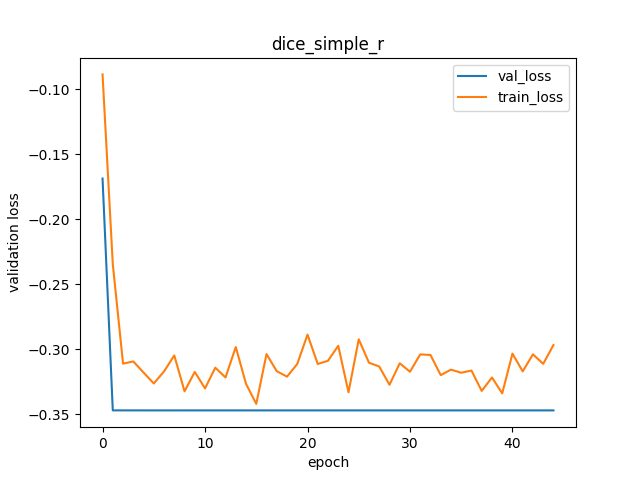 dice_simple_r
val_loss
train_loss
−0.10
−0.15
−0.20
−0.25
−0.30
−0.35
validation loss
0
10
20
30
40
epoch